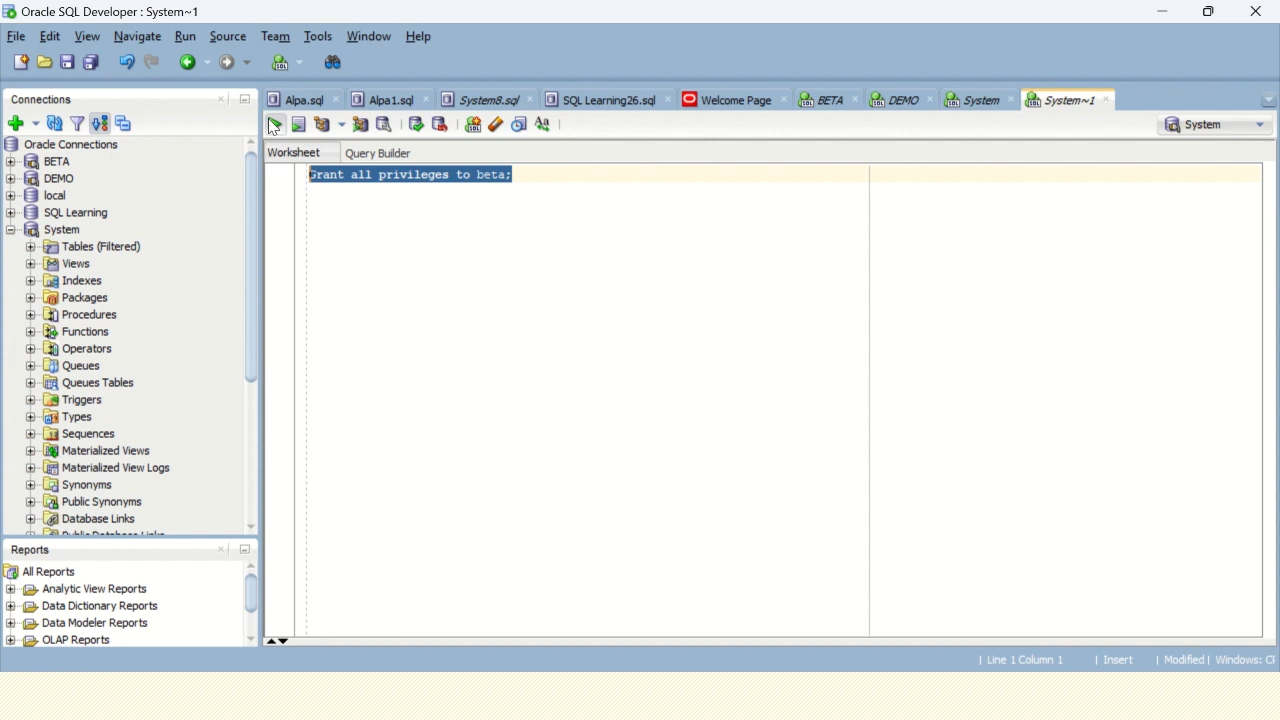 Oracle SQL Developer : System~1
File Edit View Navigate Run Source Team Tools Window Help
Connections
Alpa.sql Alpa1.sql System8.sql SQL Learning26.sql Welcome Page BETA DEMO System System~1
System
Worksheet Query Builder
Oracle Connections
BETA
DEMO
local
SQL Learning
System
Tables (Filtered)
Views
Indexes
Packages
Procedures
Functions
Operators
Queues
Queues Tables
Triggers
Types
Sequences
Materialized Views
Materialized View Logs
Synonyms
Public Synonyms
Database Links
Grant all privileges to beta;
Reports
All Reports
Analytic View Reports
Data Dictionary Reports
Data Modeler Reports
OLAP Reports
| Line 1 Column 1 | Insert | Modified | Windows: CR